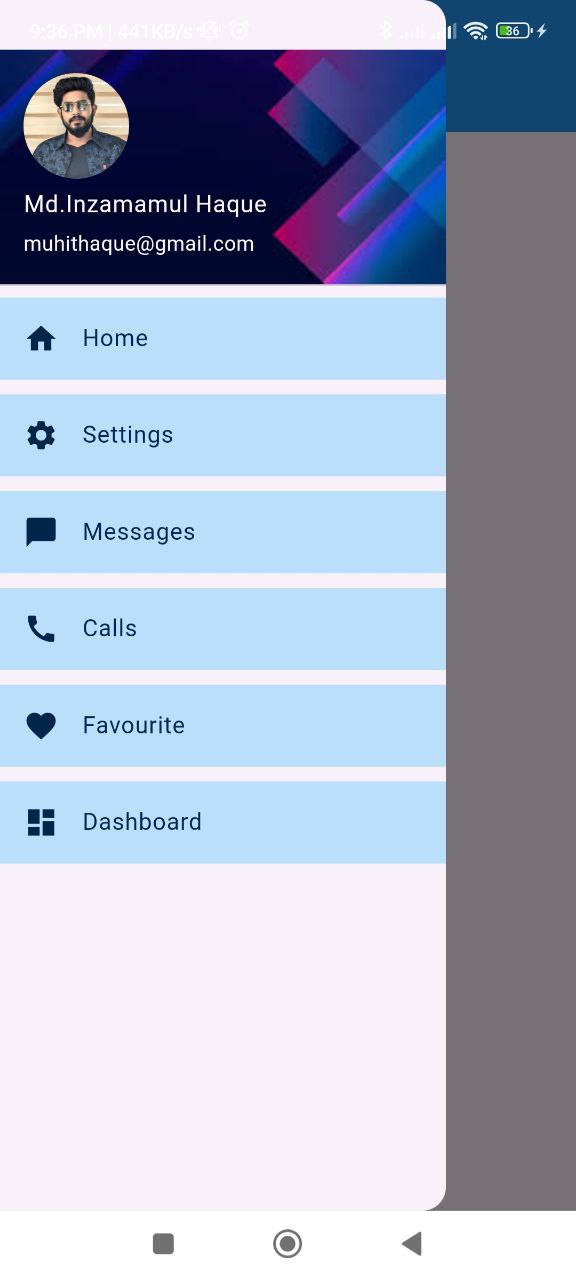 9:36 PM | 441KB/s
36
Md.Inzamamul Haque
muhithaque@gmail.com
Home
Settings
Messages
Calls
Favourite
Dashboard